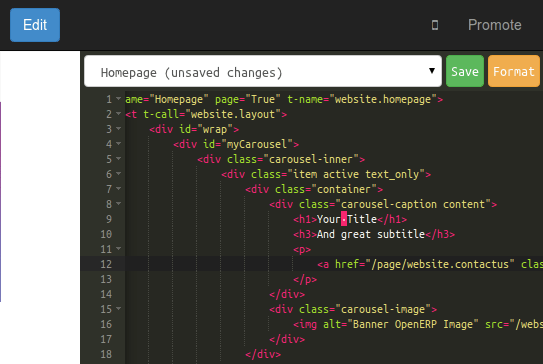 Edit
Promote
Homepage (unsaved changes)
Save
Format
1 ame="Homepage" page="True" t-name="website.homepage">
2 <t t-call="website.layout">
3 <div id="wrap">
4 <div id="myCarousel">
5 <div class="carousel-inner">
6 <div class="item active text_only">
7 <div class="container">
8 <div class="carousel-caption content">
9 <h1>Your Title</h1>
10 <h3>And great subtitle</h3>
11 <p>
12 <a href="/page/website.contactus" clas
13 </p>
14 </div>
15 <div class="carousel-image">
16 <img alt="Banner OpenERP Image" src="/webs
17 </div>
18 </div>